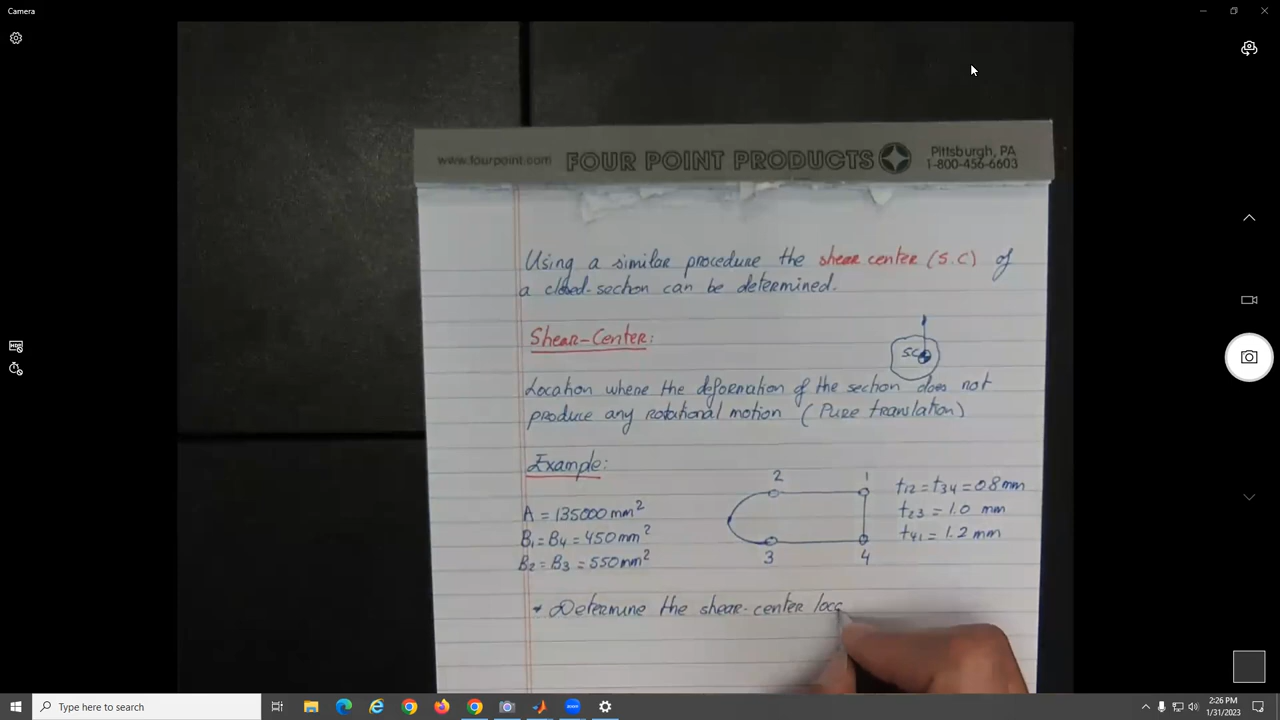 Camera
www.fourpoint.com FOUR POINT PRODUCTS Pittsburgh, PA
1-800-456-6603
Using a similar procedure the shear center (S.C) of
a closed-section can be determined.
Shear-Center:
S.C
Location where the deformation of the section does not
produce any rotational motion (Pure translation)
Example:
A = 135000 mm²
B₁ = B₄ = 450 mm²
B₂ = B₃ = 550 mm²
2 1
3 4
t₁₂ = t₃₄ = 0.8 mm
t₂₃ = 1.0 mm
t₄₁ = 1.2 mm
* Determine the shear-center loca
Type here to search
2:26 PM
1/31/2023